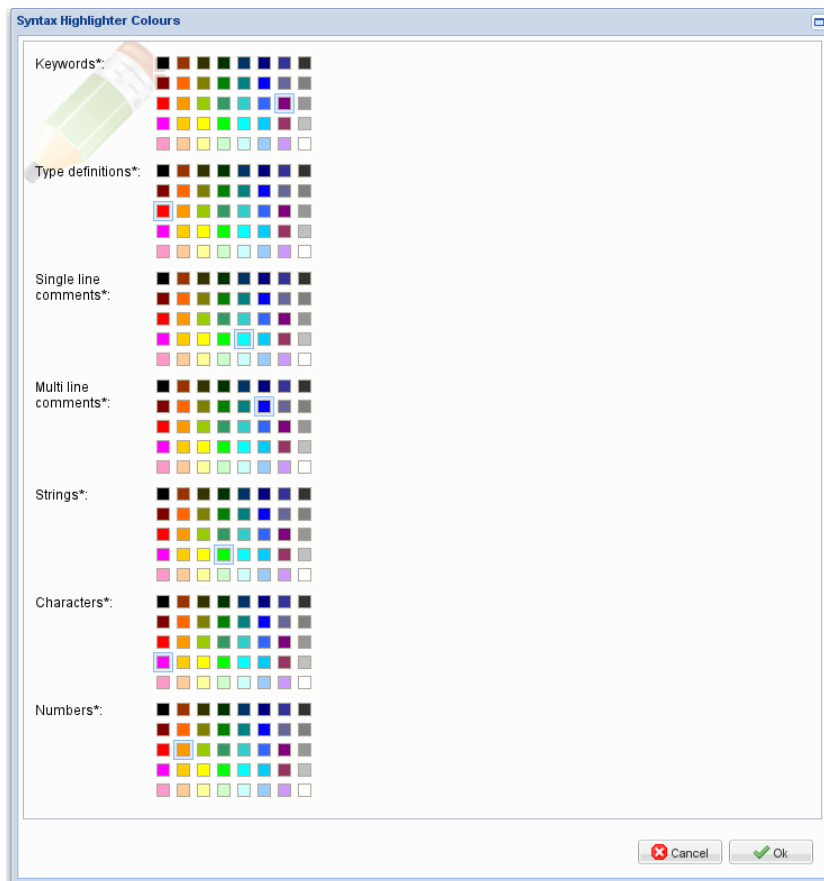 Syntax Highlighter Colours
Keywords*:
Type definitions*:
Single line
comments*:
Multi line
comments*:
Strings*:
Characters*:
Numbers*:
Cancel
Ok